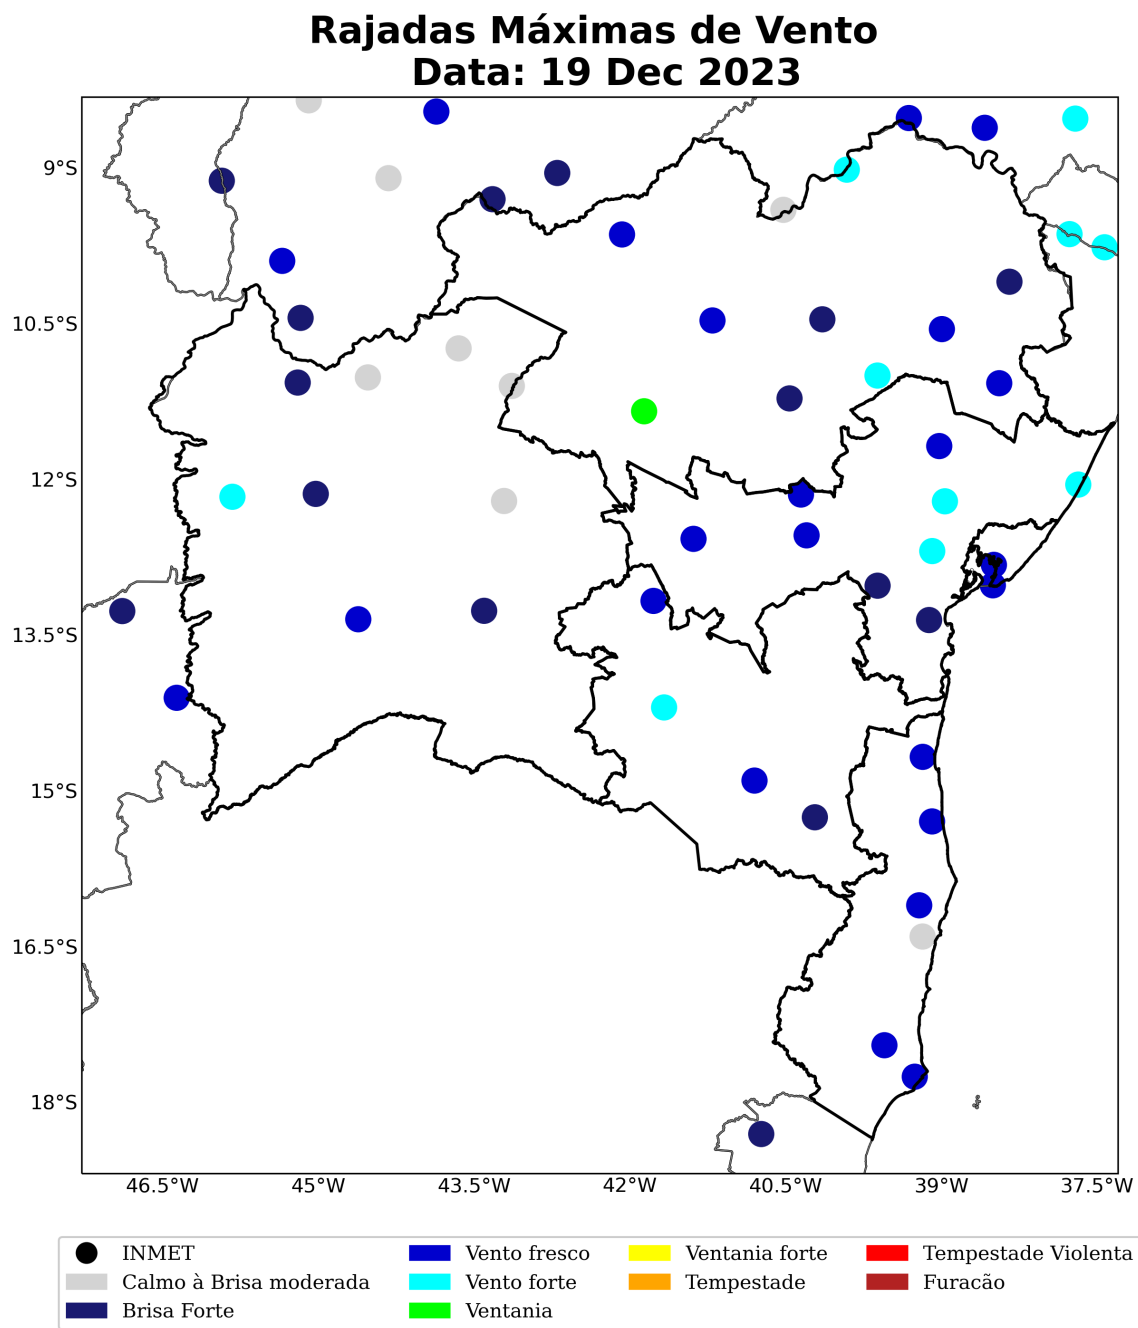 Rajadas Máximas de Vento
Data: 19 Dec 2023
9°S
10.5°S
12°S
13.5°S
15°S
16.5°S
18°S
46.5°W 45°W 43.5°W 42°W 40.5°W 39°W 37.5°W
INMET Vento fresco Ventania forte Tempestade Violenta
Calmo à Brisa moderada Vento forte Tempestade Furacão
Brisa Forte Ventania